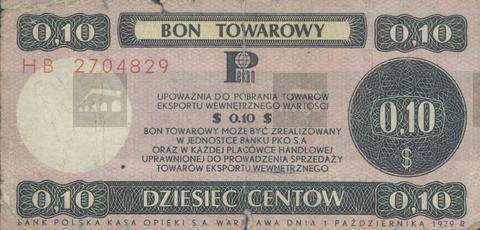 0,10 BON TOWAROWY 0,10
HB 2704829
P
PEKAO
UPOWAŻNIA DO POBRANIA TOWARÓW
EKSPORTU WEWNĘTRZNEGO WARTOŚCI
$ 0.10 $
BON TOWAROWY MOŻE BYĆ ZREALIZOWANY
W JEDNOSTCE BANKU PKO S.A
ORAZ W KAŻDEJ PLACÓWCE HANDLOWEJ
UPRAWNIONEJ DO PROWADZENIA SPRZEDAŻY
TOWARÓW EKSPORTU WEWNĘTRZNEGO
0,10
$
0,10 DZIESIĘĆ CENTÓW 0,10
BANK POLSKA KASA OPIEKI S.A. WARSZAWA DNIA 1 PAŹDZIERNIKA 1979 R